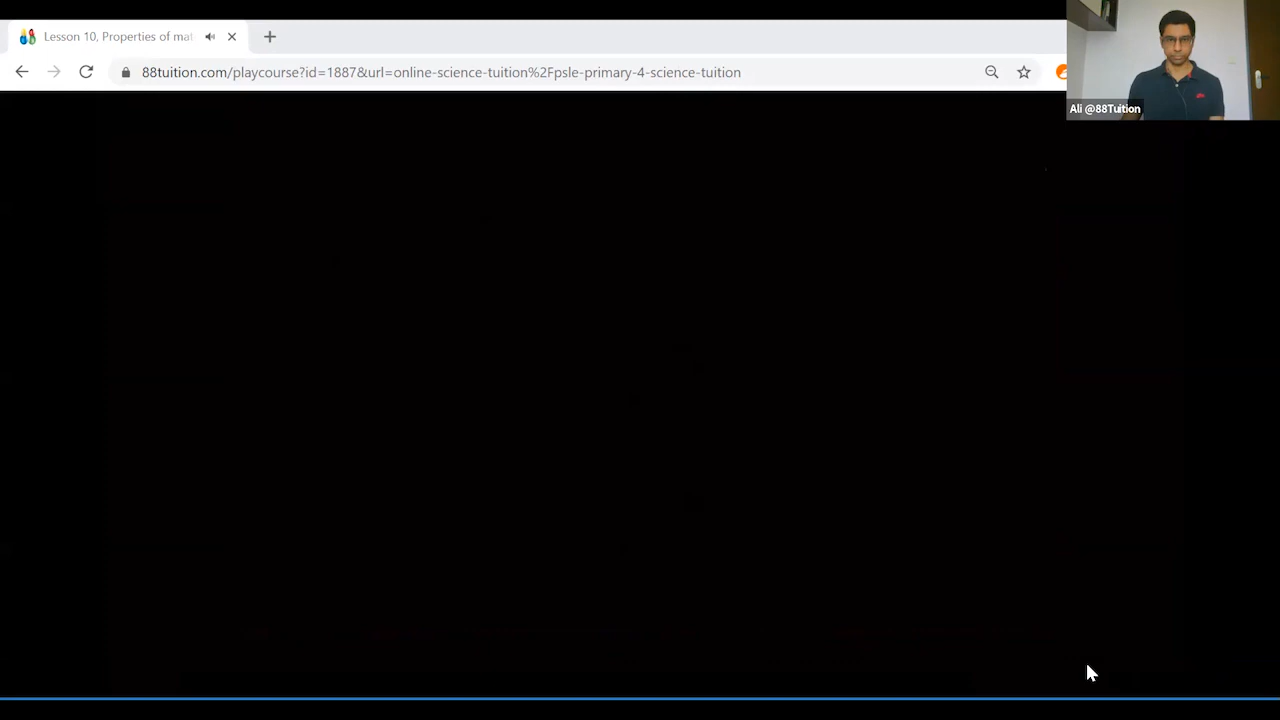 Lesson 10, Properties of mat
88tuition.com/playcourse?id=1887&url=online-science-tuition%2Fpsle-primary-4-science-tuition
Ali @88Tuition